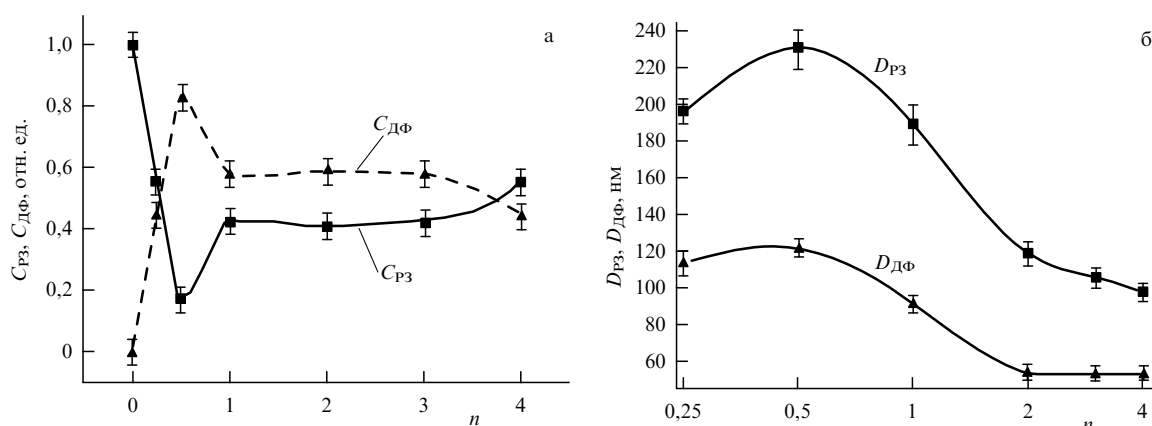 а
1,0
0,8
0,6
0,4
0,2
0
C_РЗ, C_ДФ, отн. ед.
C_ДФ
C_РЗ
0 1 2 3 4
n
б
240
220
200
180
160
140
120
100
80
60
D_РЗ, D_ДФ, нм
D_РЗ
D_ДФ
0,25 0,5 1 2 4
n